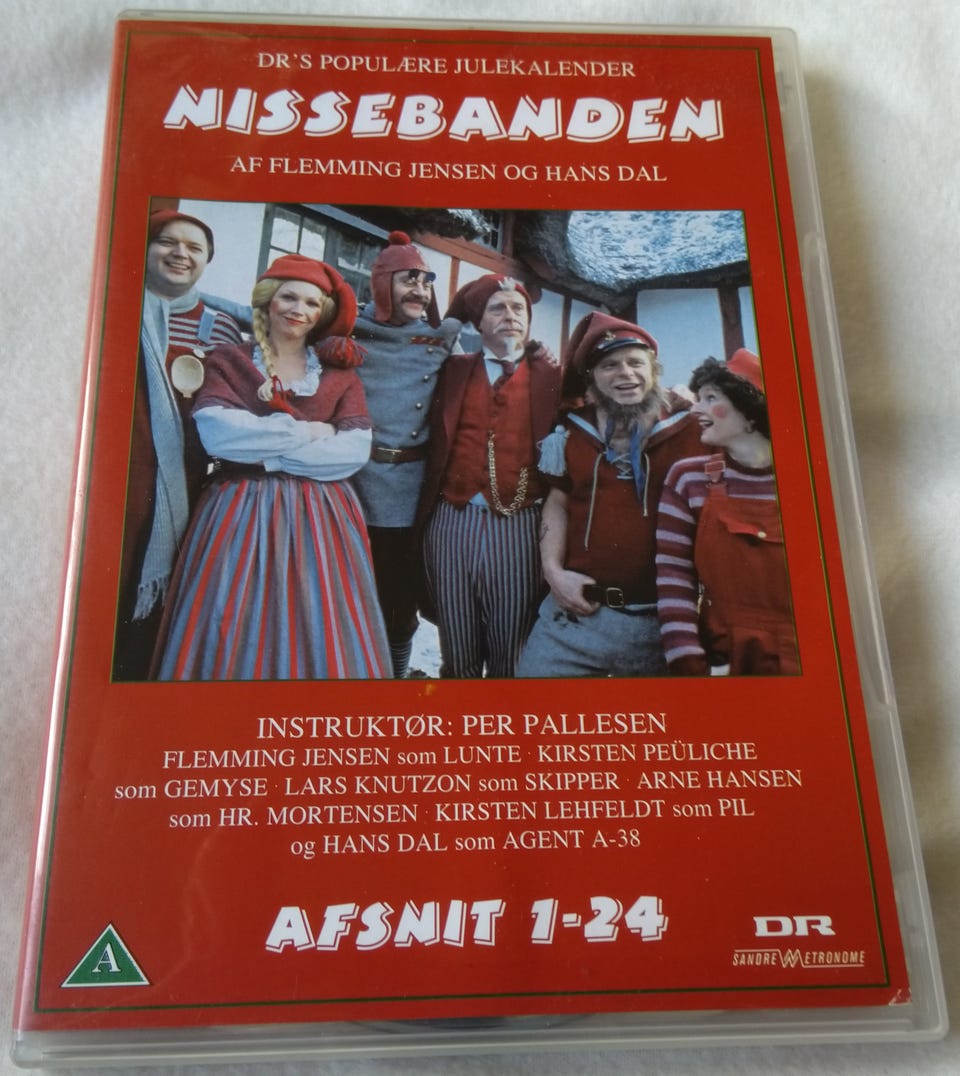 DR'S POPULÆRE JULEKALENDER
NISSEBANDEN
AF FLEMMING JENSEN OG HANS DAL
INSTRUKTØR: PER PALLESEN
FLEMMING JENSEN som LUNTE · KIRSTEN PEÜLICHE
som GEMYSE · LARS KNUTZON som SKIPPER · ARNE HANSEN
som HR. MORTENSEN · KIRSTEN LEHFELDT som PIL
og HANS DAL som AGENT A-38
AFSNIT 1-24
A
DR
SANDREW METRONOME